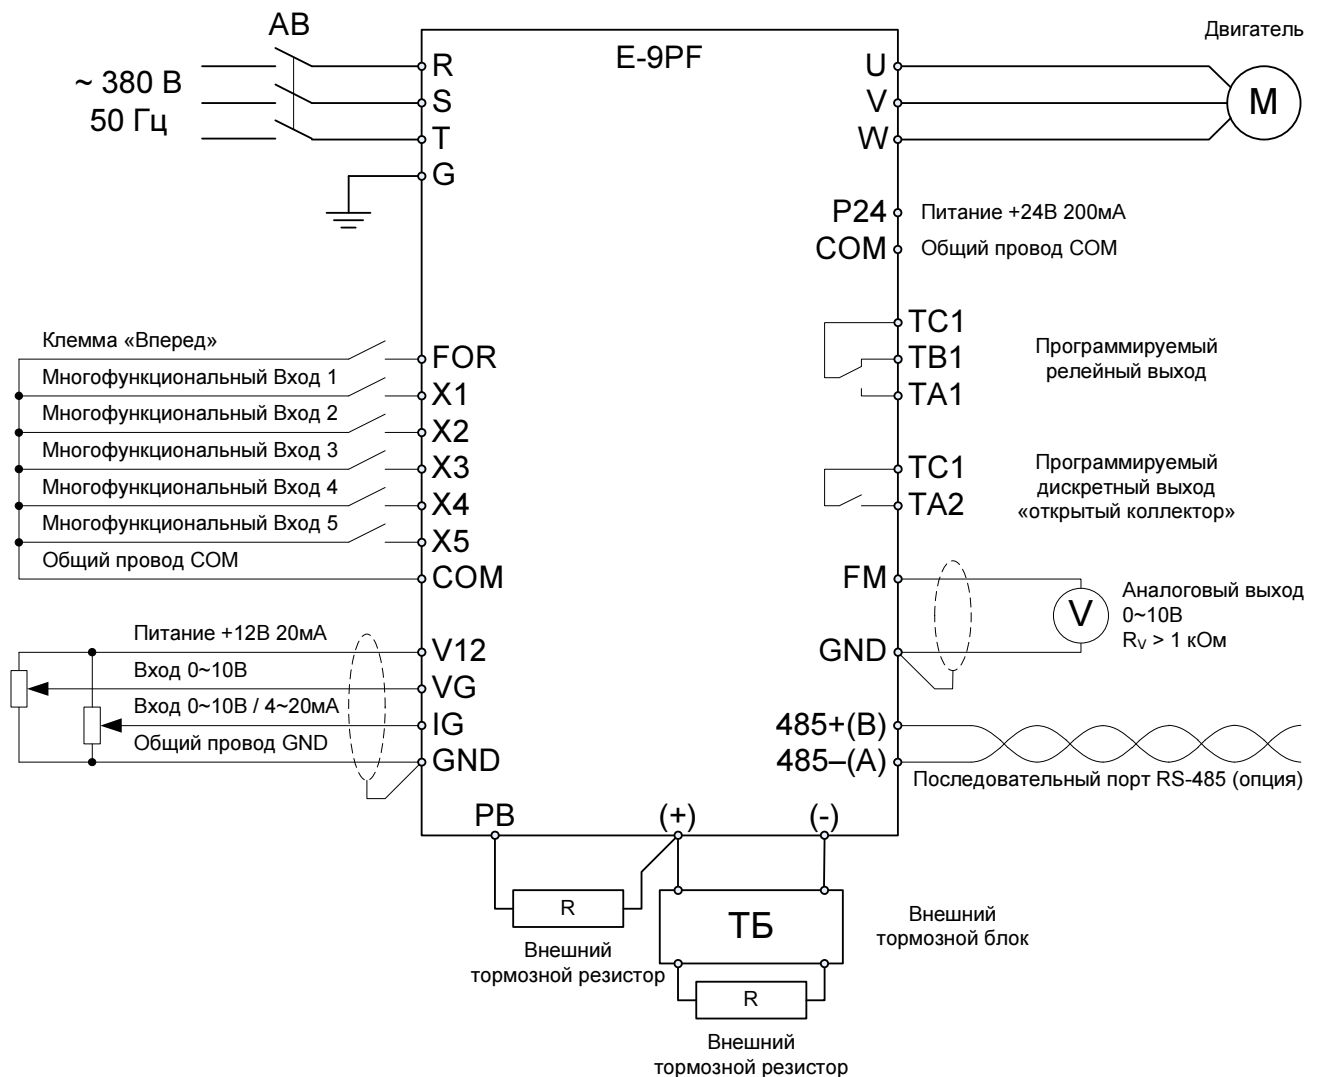 АВ
~ 380 В
50 Гц
E-9PF
Двигатель
R
S
T
G
U
V
W
M
P24
Питание +24В 200мА
COM
Общий провод COM
Клемма «Вперед»
FOR
Многофункциональный Вход 1
X1
Многофункциональный Вход 2
X2
Многофункциональный Вход 3
X3
Многофункциональный Вход 4
X4
Многофункциональный Вход 5
X5
Общий провод COM
COM
TC1
TB1
TA1
Программируемый
релейный выход
TC1
TA2
Программируемый
дискретный выход
«открытый коллектор»
FM
GND
V
Аналоговый выход
0~10В
RV > 1 кОм
Питание +12В 20мА
V12
Вход 0~10В
VG
Вход 0~10В / 4~20мА
IG
Общий провод GND
GND
485+(B)
485–(A)
Последовательный порт RS-485 (опция)
PB
(+)
(-)
R
Внешний
тормозной резистор
ТБ
Внешний
тормозной блок
R
Внешний
тормозной резистор